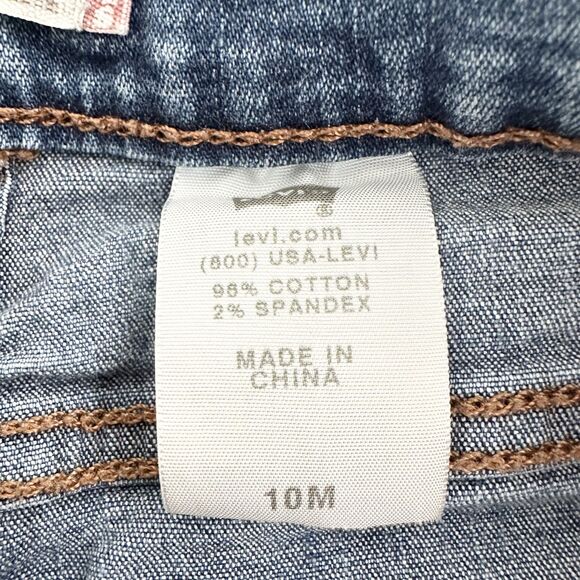 ®
levi.com
(800) USA-LEVI
98% COTTON
2% SPANDEX
MADE IN
CHINA
10M